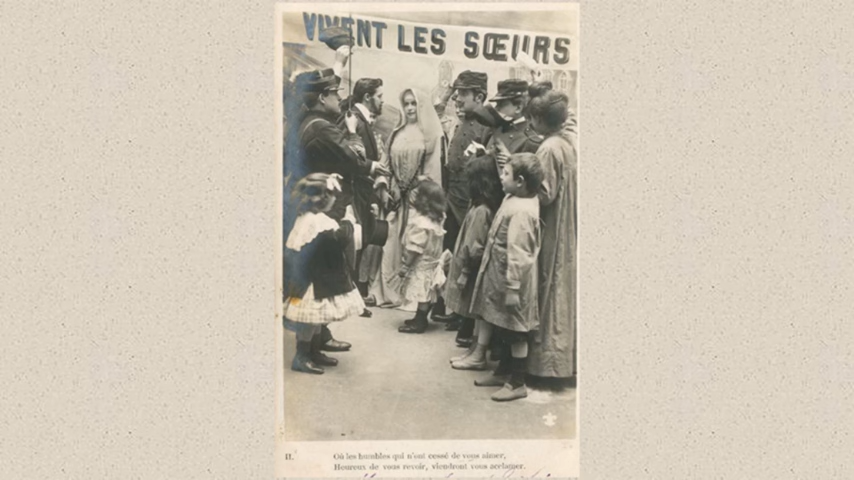 VIVENT LES SŒURS
II.
Où les humbles qui n'ont cessé de vous aimer,
Heureux de vous revoir, viendront vous acclamer.